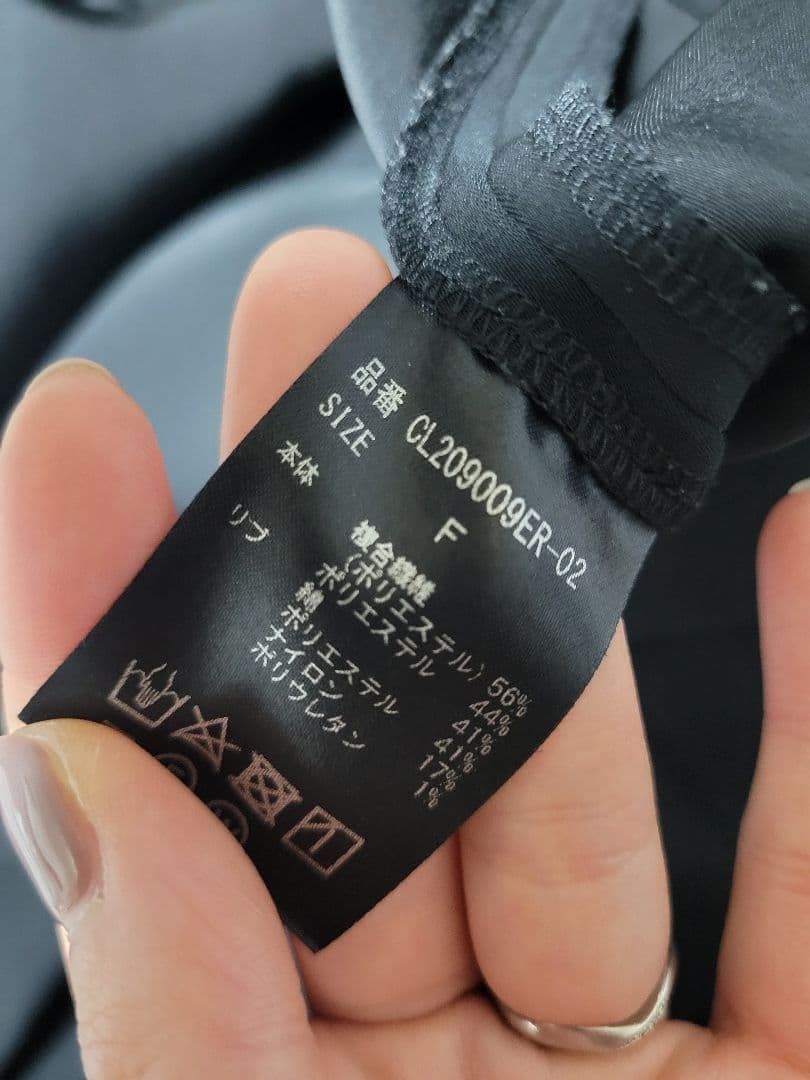 品番 CL209009ER-02
SIZE F
本体 複合繊維
(ポリエステル) 56%
ポリエステル 44%
リブ 綿 41%
ポリエステル 41%
ナイロン 17%
ポリウレタン 1%